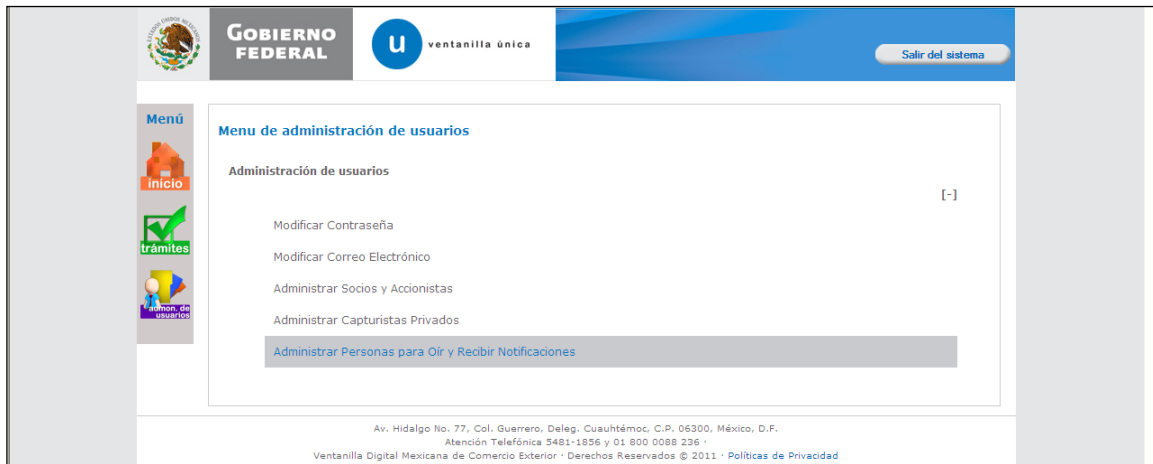 GOBIERNO
FEDERAL
u
ventanilla única
Salir del sistema
Menú
inicio
trámites
admon. de
usuarios
Menu de administración de usuarios
Administración de usuarios
[-]
Modificar Contraseña
Modificar Correo Electrónico
Administrar Socios y Accionistas
Administrar Capturistas Privados
Administrar Personas para Oír y Recibir Notificaciones
Av. Hidalgo No. 77, Col. Guerrero, Deleg. Cuauhtémoc, C.P. 06300, México, D.F.
Atención Telefónica 5481-1856 y 01 800 0088 236 ·
Ventanilla Digital Mexicana de Comercio Exterior · Derechos Reservados © 2011 · Políticas de Privacidad